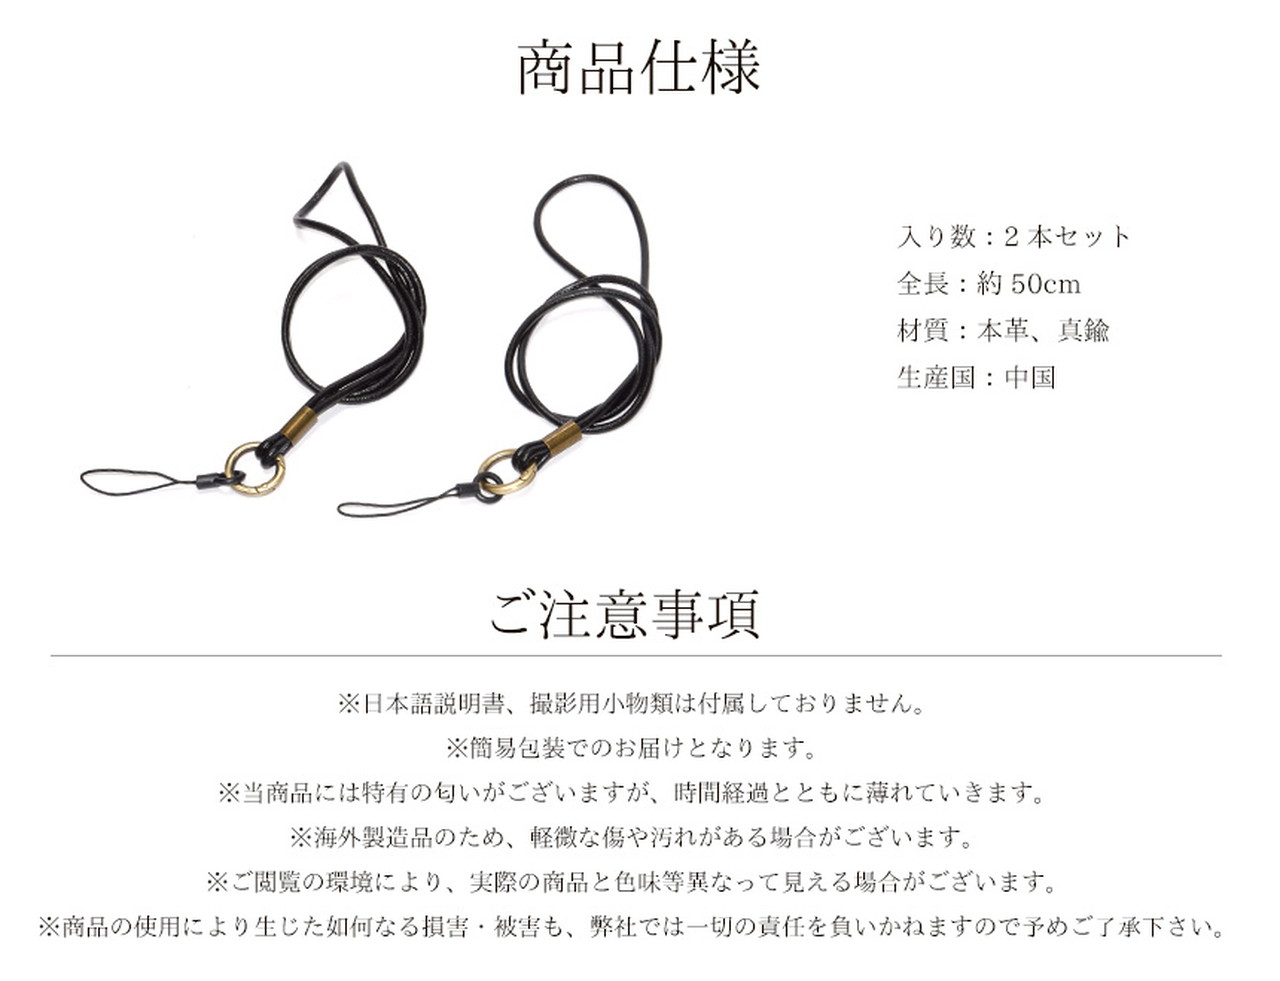 商品仕様
入り数：2 本セット
全長：約 50cm
材質：本革、真鍮
生産国：中国
ご注意事項
※日本語説明書、撮影用小物類は付属しておりません。
※簡易包装でのお届けとなります。
※当商品には特有の匂いがございますが、時間経過とともに薄れていきます。
※海外製造品のため、軽微な傷や汚れがある場合がございます。
※ご閲覧の環境により、実際の商品と色味等異なって見える場合がございます。
※商品の使用により生じた如何なる損害・被害も、弊社では一切の責任を負いかねますので予めご了承下さい。